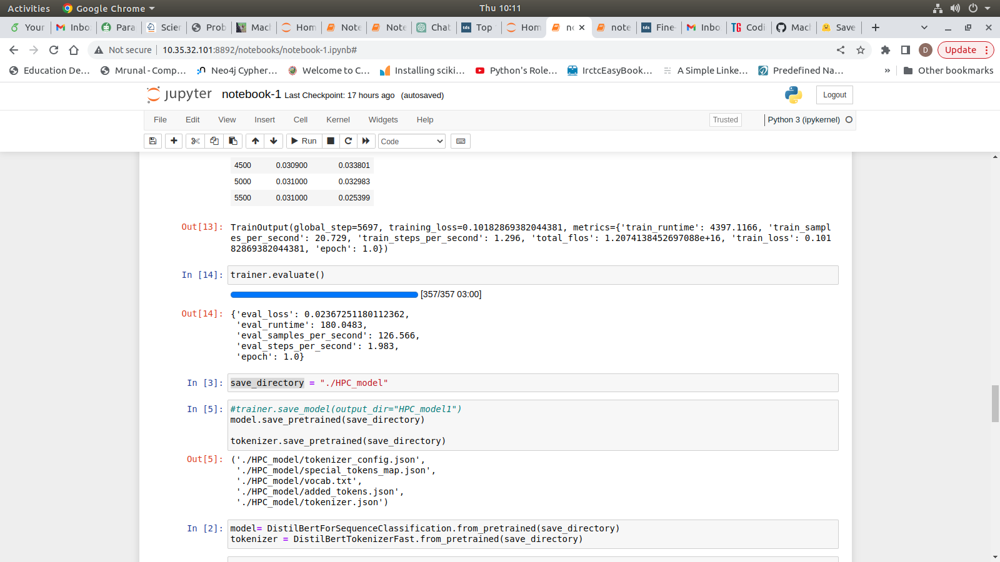 Activities Google Chrome Thu 10:11
Your Inbo Para Scien Prob Macl Hom Note Note Chat Top Hom no note Fine- Inbo Codi Macl Save
Not secure 10.35.32.101:8892/notebooks/notebook-1.ipynb# D Update
Education De... Mrunal - Comp... Neo4j Cypher... Welcome to C... Installing sciki... Python's Role... IrctcEasyBook... A Simple Linke... Predefined Na... » Other bookmarks
jupyter notebook-1 Last Checkpoint: 17 hours ago (autosaved) Logout
File Edit View Insert Cell Kernel Widgets Help Trusted Python 3 (ipykernel)
Run Code
4500 0.030900 0.033801
5000 0.031000 0.032983
5500 0.031000 0.025399
Out[13]: TrainOutput(global_step=5697, training_loss=0.10182869382044381, metrics={'train_runtime': 4397.1166, 'train_sampl
es_per_second': 20.729, 'train_steps_per_second': 1.296, 'total_flos': 1.2074138452697088e+16, 'train_loss': 0.101
82869382044381, 'epoch': 1.0})
In [14]: trainer.evaluate()
[357/357 03:00]
Out[14]: {'eval_loss': 0.02367251180112362,
'eval_runtime': 180.0483,
'eval_samples_per_second': 126.566,
'eval_steps_per_second': 1.983,
'epoch': 1.0}
In [3]: save_directory = "./HPC_model"
In [5]: #trainer.save_model(output_dir="HPC_model1")
model.save_pretrained(save_directory)
tokenizer.save_pretrained(save_directory)
Out[5]: ('./HPC_model/tokenizer_config.json',
'./HPC_model/special_tokens_map.json',
'./HPC_model/vocab.txt',
'./HPC_model/added_tokens.json',
'./HPC_model/tokenizer.json')
In [2]: model= DistilBertForSequenceClassification.from_pretrained(save_directory)
tokenizer = DistilBertTokenizerFast.from_pretrained(save_directory)